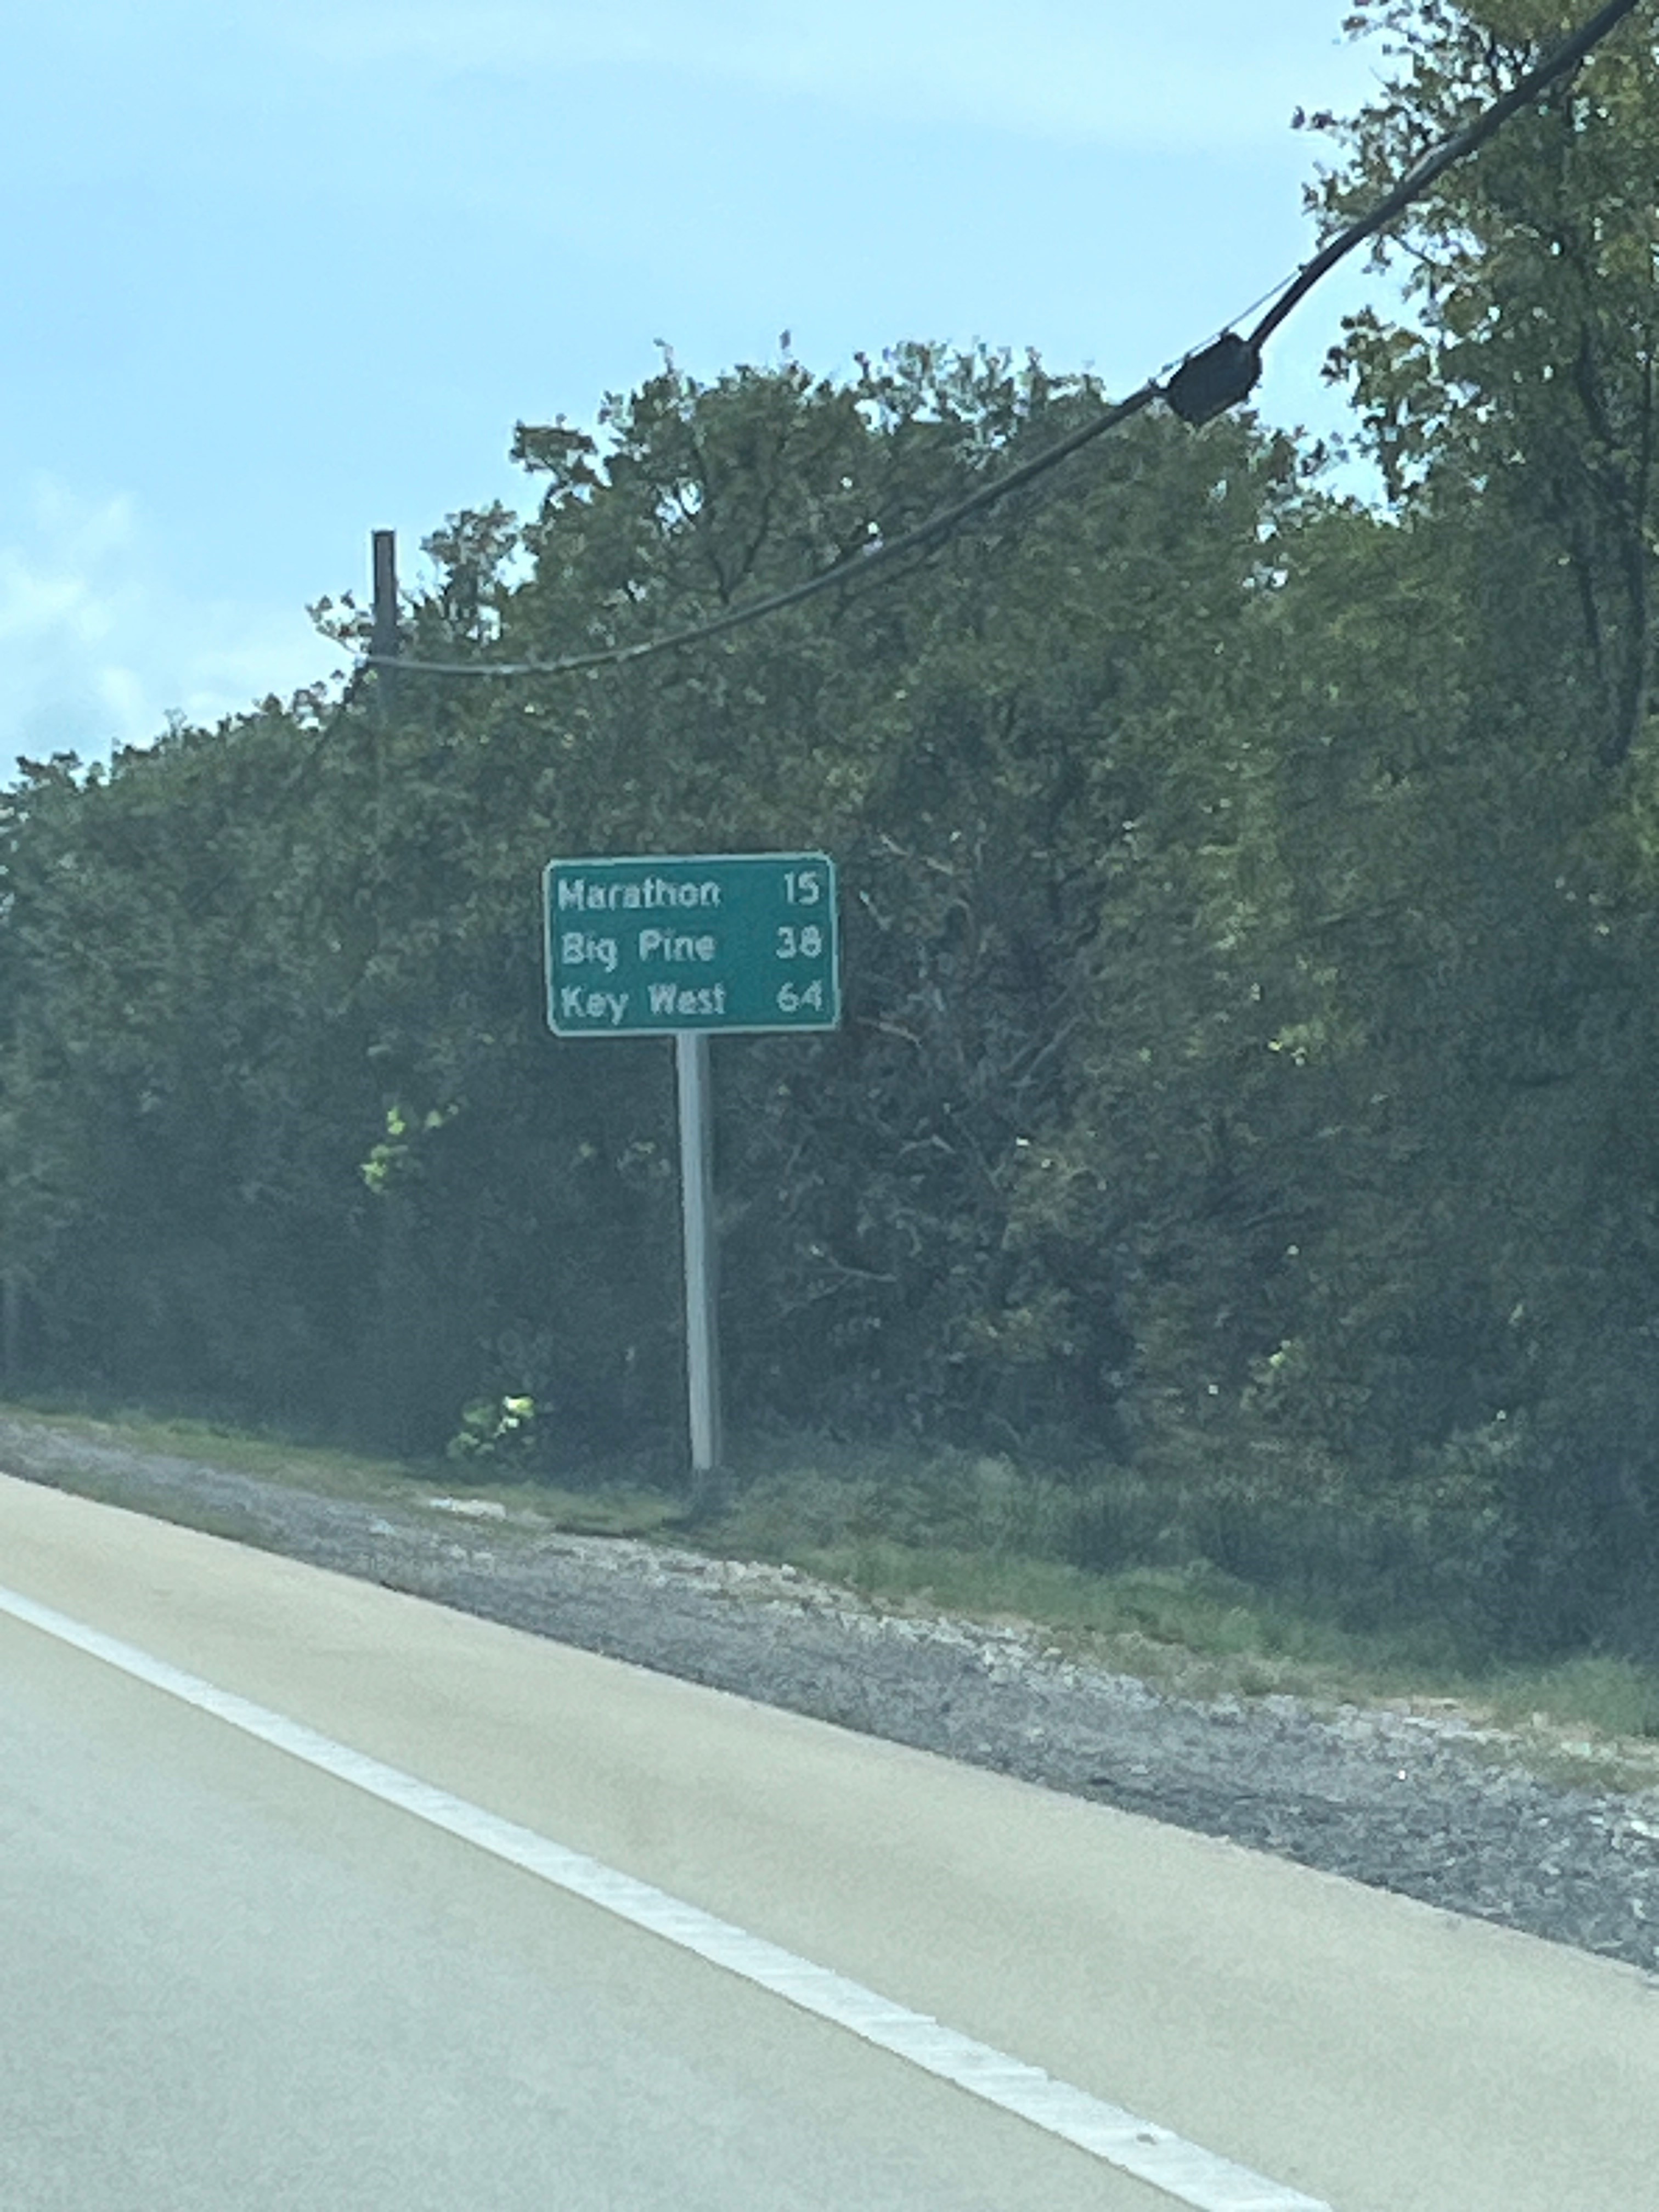 Marathon 15
Big Pine 38
Key West 64